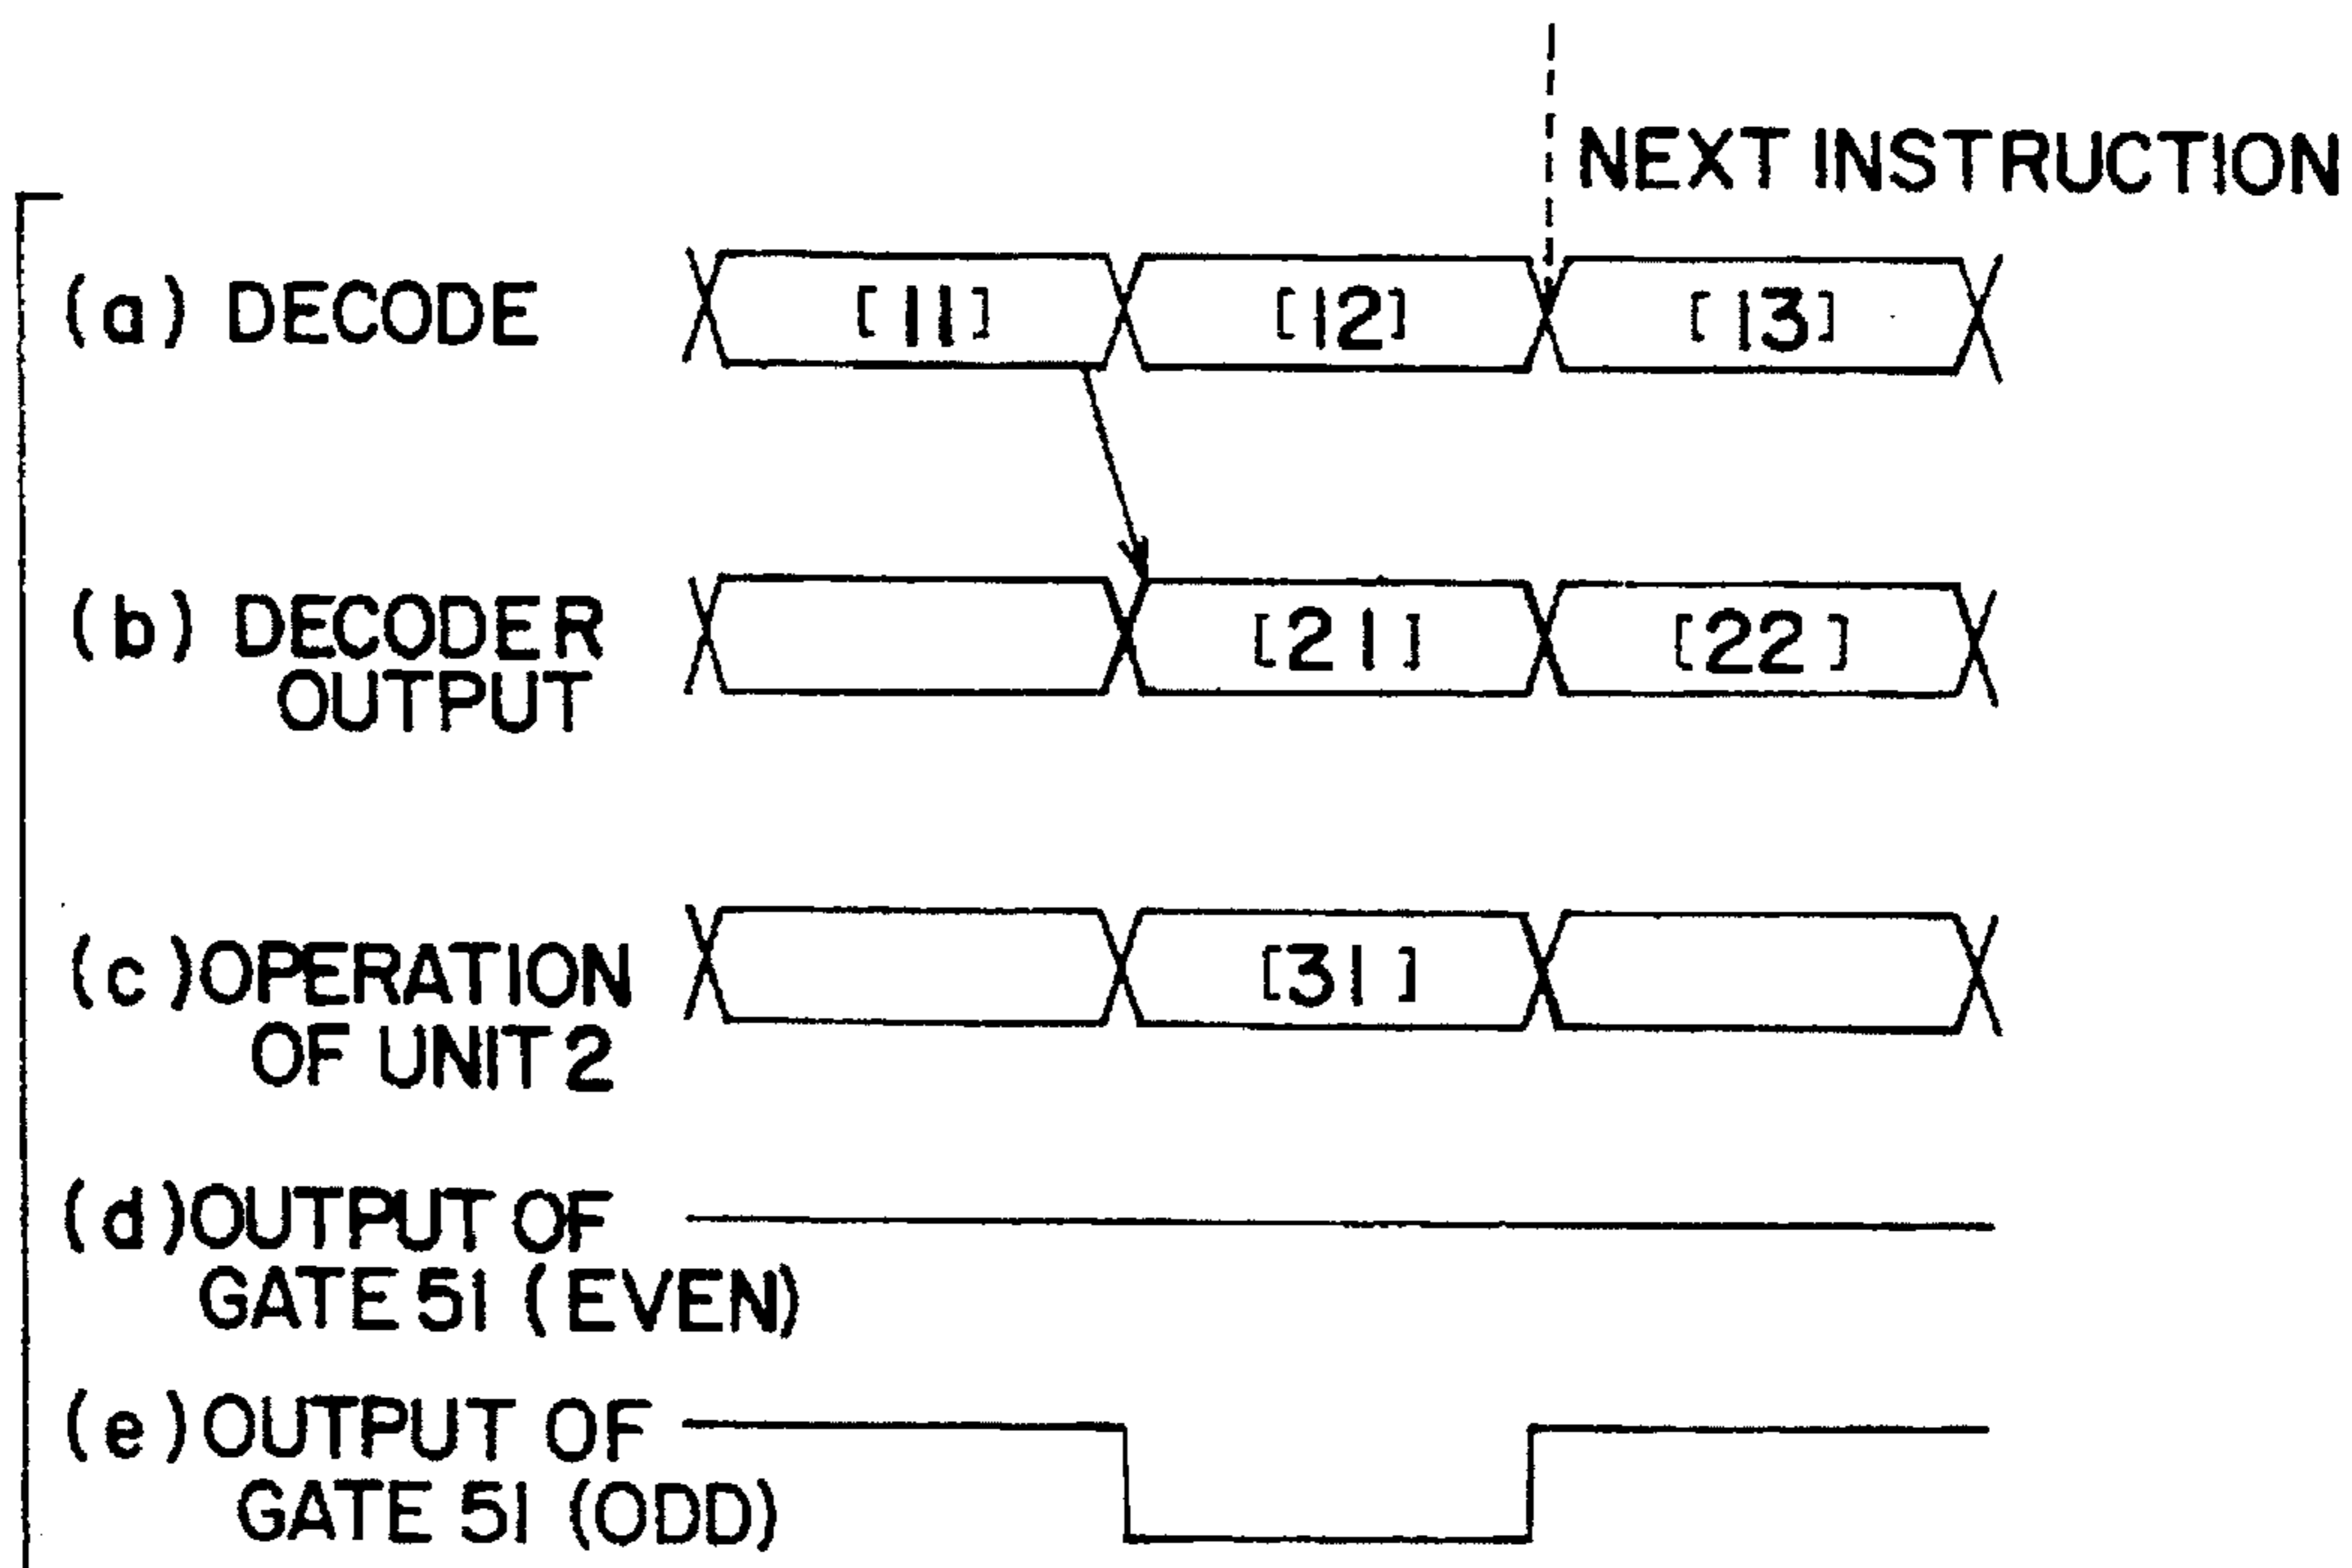 NEXT INSTRUCTION
(a) DECODE [11] [12] [13]
(b) DECODER [21] [22]
OUTPUT
(c) OPERATION [31]
OF UNIT 2
(d) OUTPUT OF
GATE 51 (EVEN)
(e) OUTPUT OF
GATE 51 (ODD)